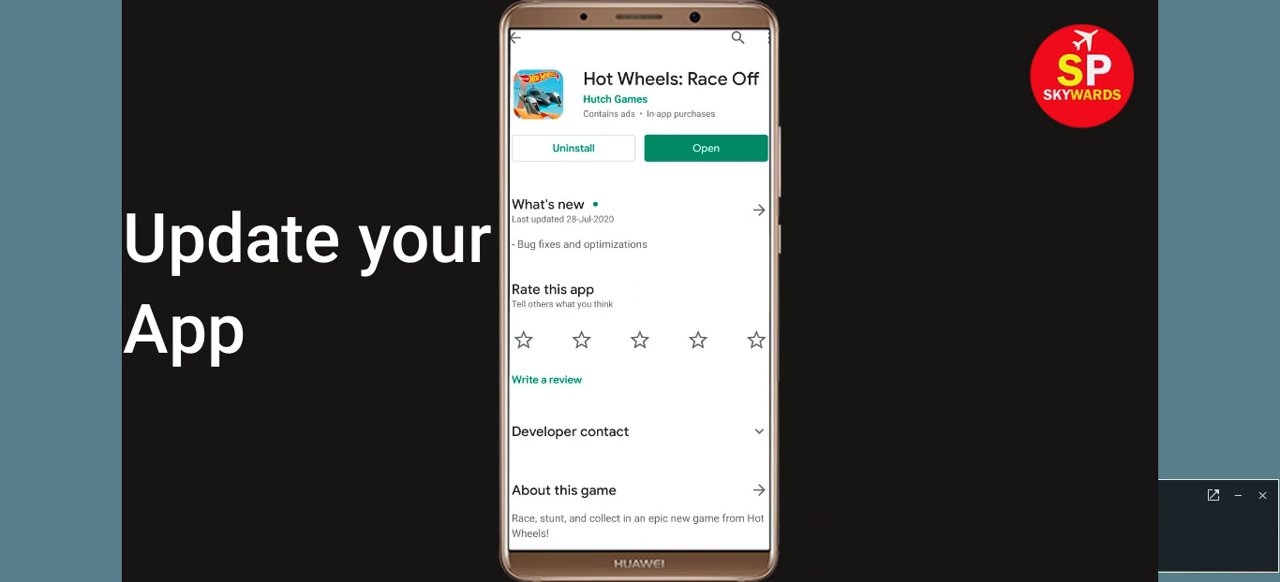 Update your
App
Hot Wheels: Race Off
Hutch Games
Contains ads • In-app purchases
Uninstall
Open
What's new •
Last updated 28-Jul-2020
- Bug fixes and optimizations
Rate this app
Tell others what you think
Write a review
Developer contact
About this game
Race, stunt, and collect in an epic new game from Hot
Wheels!
HUAWEI
SP
SKYWARDS